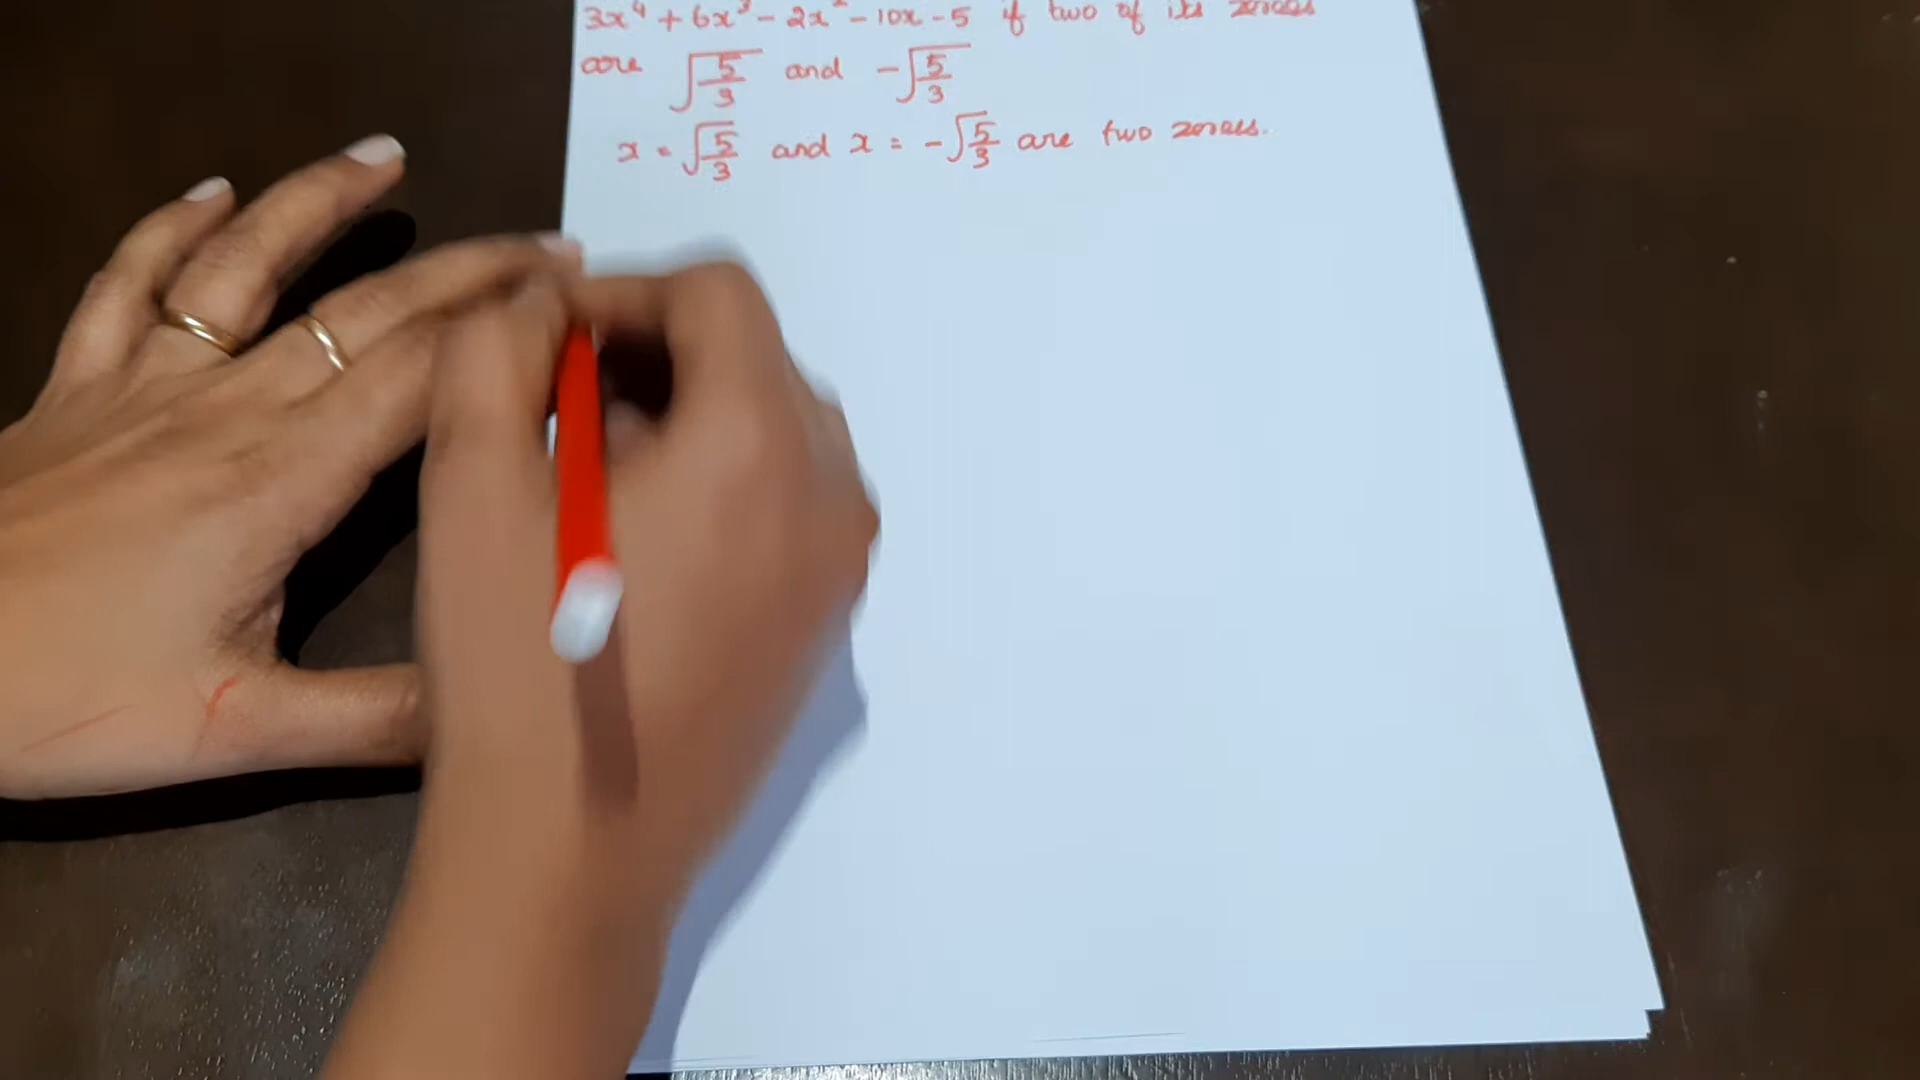 3x⁴ + 6x³ - 2x² - 10x - 5 if two of its zeroes
are √5/3 and -√5/3
x = √5/3 and x = -√5/3 are two zeroes.